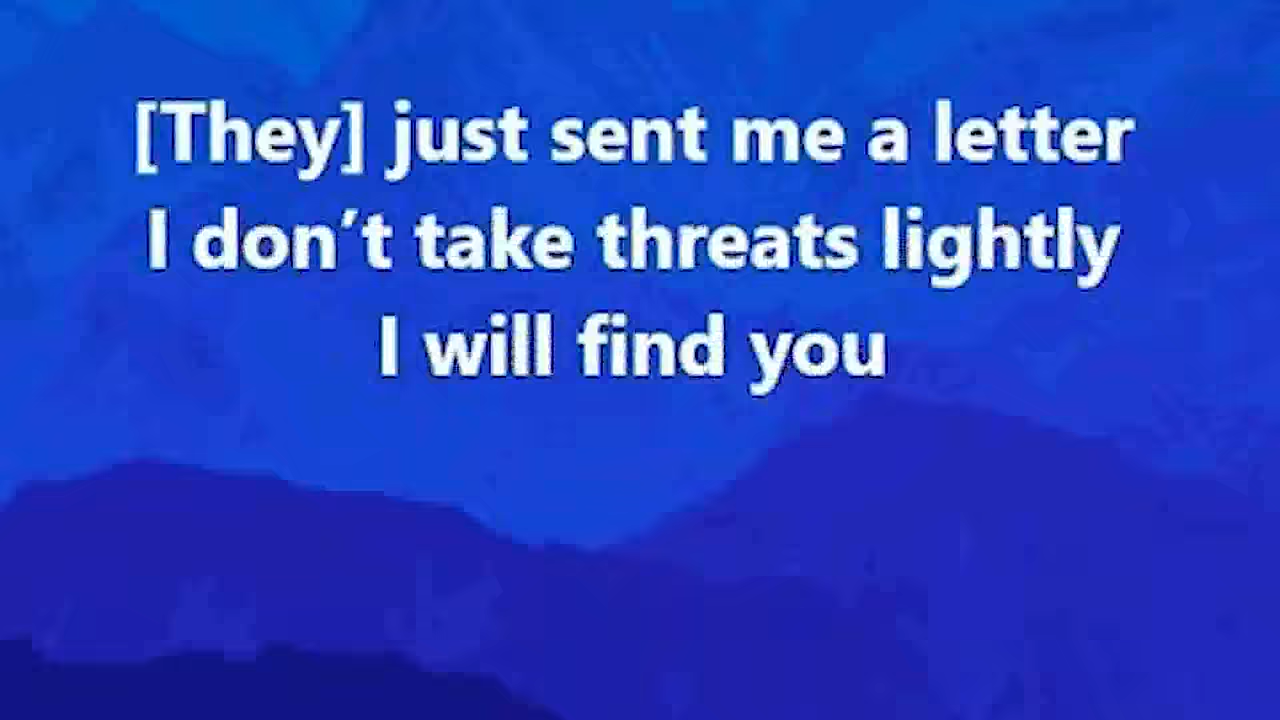 [They] just sent me a letter
I don't take threats lightly
I will find you